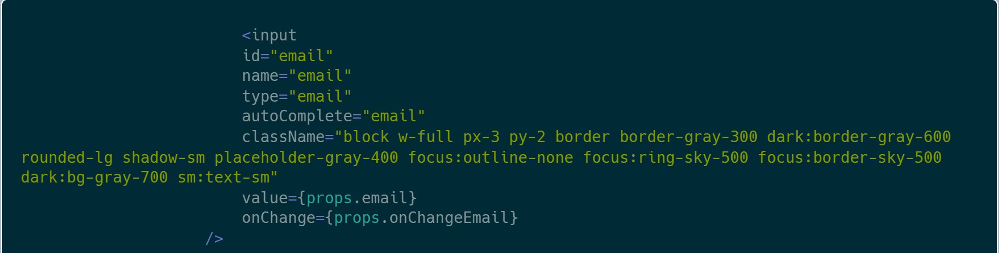 <input
id="email"
name="email"
type="email"
autoComplete="email"
className="block w-full px-3 py-2 border border-gray-300 dark:border-gray-600
rounded-lg shadow-sm placeholder-gray-400 focus:outline-none focus:ring-sky-500 focus:border-sky-500
dark:bg-gray-700 sm:text-sm"
value={props.email}
onChange={props.onChangeEmail}
/>